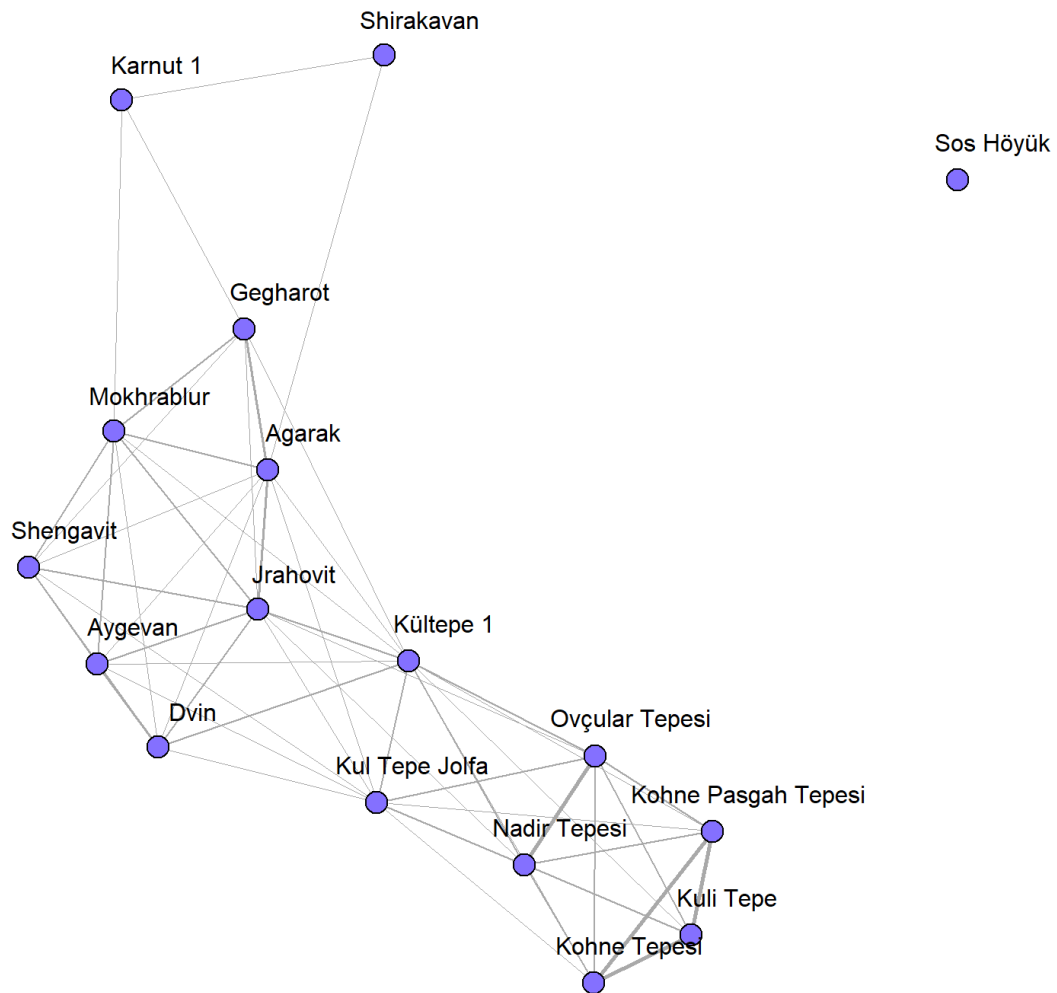 Shirakavan
Karnut 1
Sos Höyük
Gegharot
Mokhrablur
Agarak
Shengavit
Jrahovit
Aygevan
Kültepe 1
Dvin
Ovçular Tepesi
Kul Tepe Jolfa
Kohne Pasgah Tepesi
Nadir Tepesi
Kuli Tepe
Kohne Tepesi